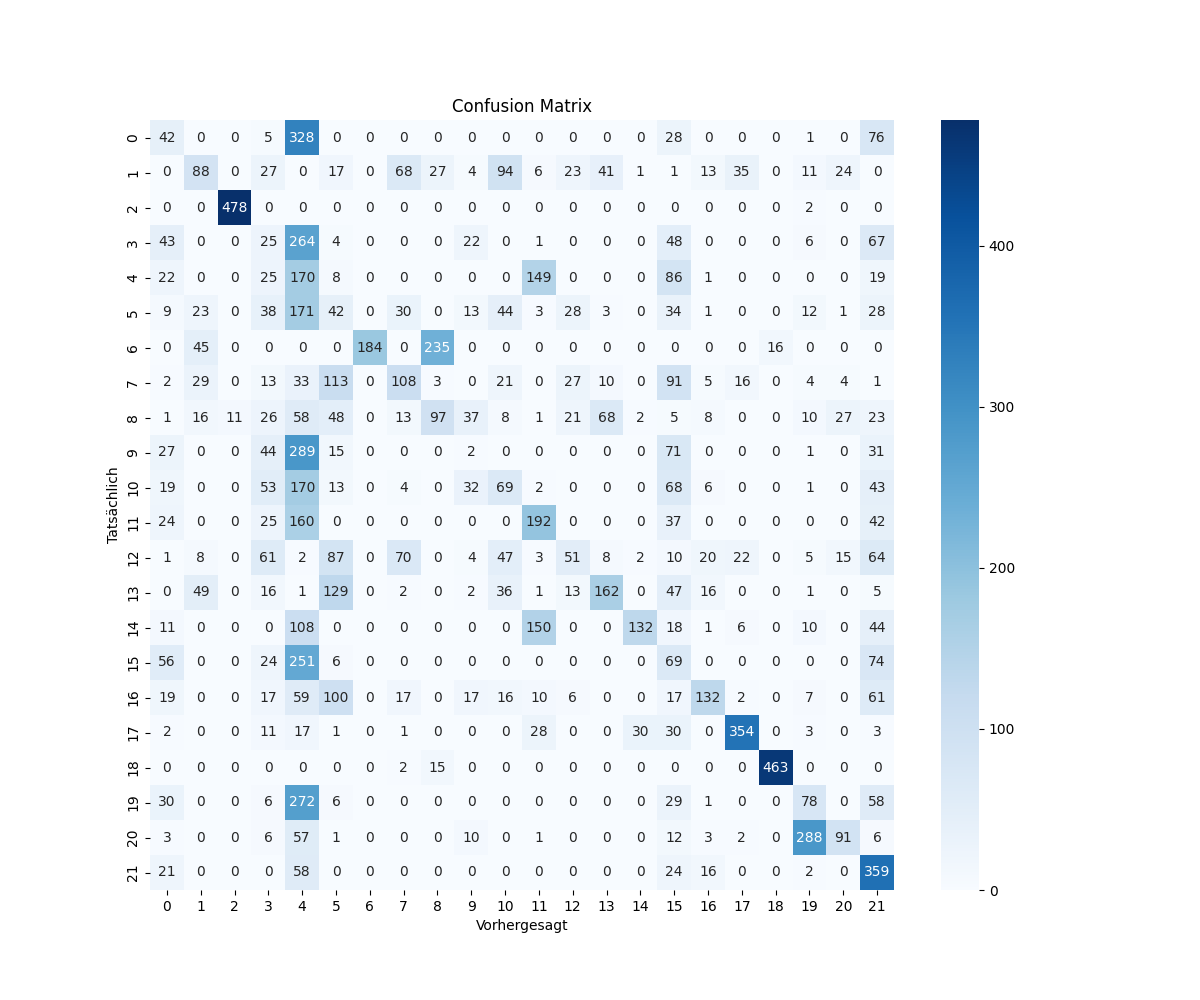 Confusion Matrix
0 42 0 0 5 328 0 0 0 0 0 0 0 0 0 0 28 0 0 0 1 0 76
1 0 88 0 27 0 17 0 68 27 4 94 6 23 41 1 1 13 35 0 11 24 0
2 0 0 478 0 0 0 0 0 0 0 0 0 0 0 0 0 0 0 0 2 0 0
3 43 0 0 25 264 4 0 0 0 22 0 1 0 0 0 48 0 0 0 6 0 67
4 22 0 0 25 170 8 0 0 0 0 0 149 0 0 0 86 1 0 0 0 0 19
5 9 23 0 38 171 42 0 30 0 13 44 3 28 3 0 34 1 0 0 12 1 28
6 0 45 0 0 0 0 184 0 235 0 0 0 0 0 0 0 0 0 16 0 0 0
7 2 29 0 13 33 113 0 108 3 0 21 0 27 10 0 91 5 16 0 4 4 1
8 1 16 11 26 58 48 0 13 97 37 8 1 21 68 2 5 8 0 0 10 27 23
9 27 0 0 44 289 15 0 0 0 2 0 0 0 0 0 71 0 0 0 1 0 31
10 19 0 0 53 170 13 0 4 0 32 69 2 0 0 0 68 6 0 0 1 0 43
11 24 0 0 25 160 0 0 0 0 0 0 192 0 0 0 37 0 0 0 0 0 42
12 1 8 0 61 2 87 0 70 0 4 47 3 51 8 2 10 20 22 0 5 15 64
13 0 49 0 16 1 129 0 2 0 2 36 1 13 162 0 47 16 0 0 1 0 5
14 11 0 0 0 108 0 0 0 0 0 0 150 0 0 132 18 1 6 0 10 0 44
15 56 0 0 24 251 6 0 0 0 0 0 0 0 0 0 69 0 0 0 0 0 74
16 19 0 0 17 59 100 0 17 0 17 16 10 6 0 0 17 132 2 0 7 0 61
17 2 0 0 11 17 1 0 1 0 0 0 28 0 0 30 30 0 354 0 3 0 3
18 0 0 0 0 0 0 0 2 15 0 0 0 0 0 0 0 0 0 463 0 0 0
19 30 0 0 6 272 6 0 0 0 0 0 0 0 0 0 29 1 0 0 78 0 58
20 3 0 0 6 57 1 0 0 0 10 0 1 0 0 0 12 3 2 0 288 91 6
21 21 0 0 0 58 0 0 0 0 0 0 0 0 0 0 24 16 0 0 2 0 359
0 1 2 3 4 5 6 7 8 9 10 11 12 13 14 15 16 17 18 19 20 21
Vorhergesagt
Tatsächlich
400
300
200
100
0